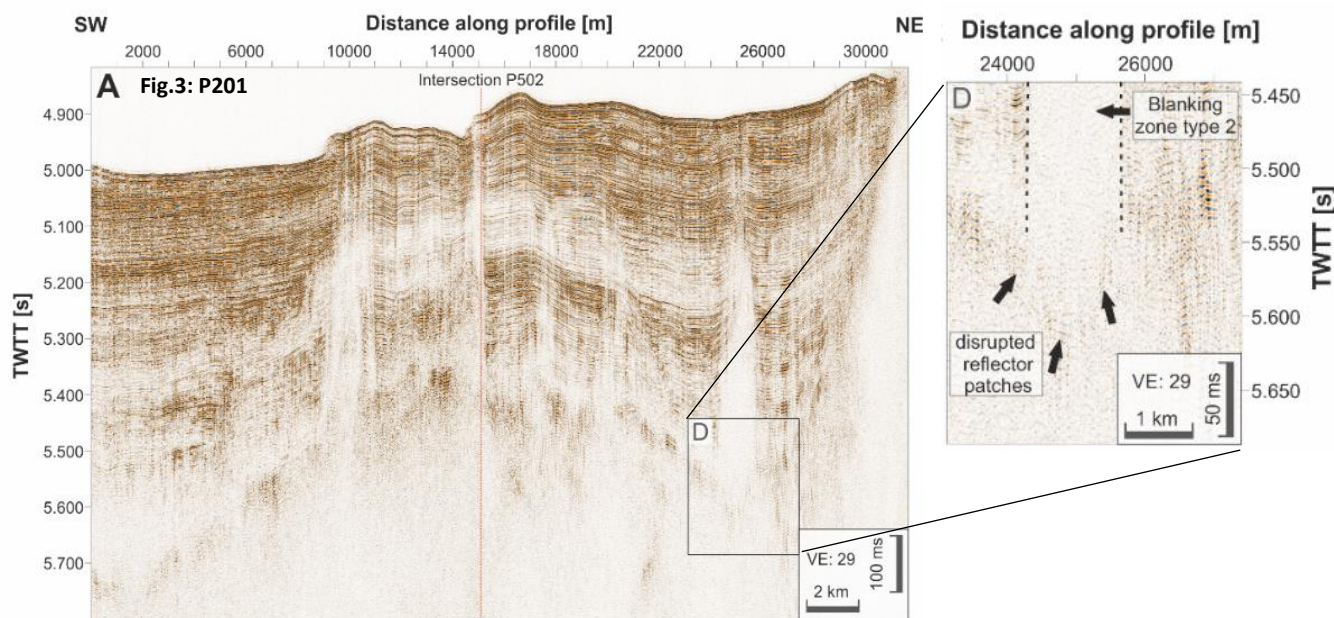 SW
Distance along profile [m]
NE
2000 6000 10000 14000 18000 22000 26000 30000
A
Fig.3: P201
Intersection P502
TWTT [s]
4.900
5.000
5.100
5.200
5.300
5.400
5.500
5.600
5.700
D
VE: 29
2 km
100 ms
Distance along profile [m]
24000 26000
D
Blanking
zone type 2
disrupted
reflector
patches
VE: 29
1 km
50 ms
5.450
5.500
5.550
5.600
5.650
TWTT [s]